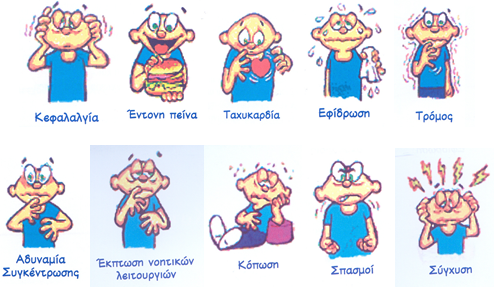 Κεφαλαλγία
Έντονη πείνα
Ταχυκαρδία
Εφίδρωση
Τρόμος
Αδυναμία
Συγκέντρωσης
Έκπτωση νοητικών
λειτουργιών
Κόπωση
Σπασμοί
Σύγχυση